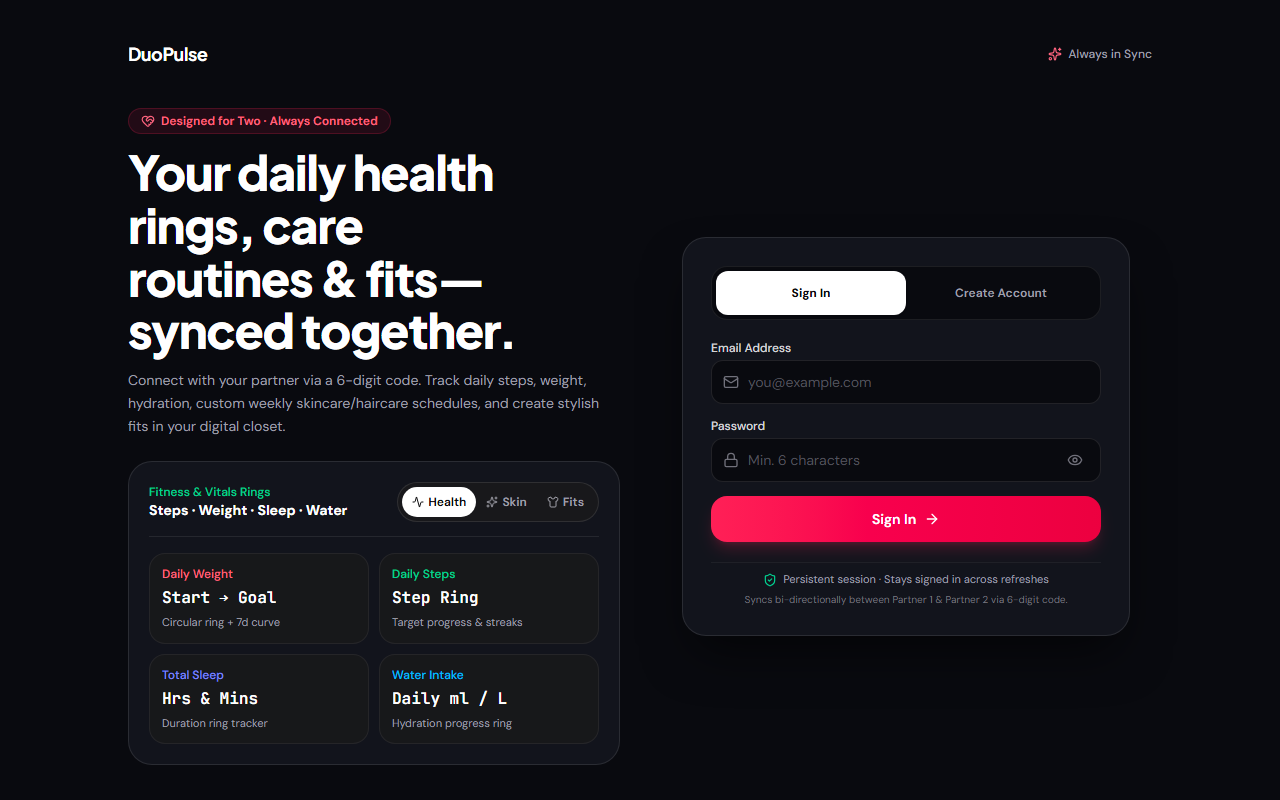 DuoPulse
Always in Sync
Designed for Two · Always Connected
Your daily health
rings, care
routines & fits—
synced together.
Connect with your partner via a 6-digit code. Track daily steps, weight,
hydration, custom weekly skincare/haircare schedules, and create stylish
fits in your digital closet.
Fitness & Vitals Rings
Steps · Weight · Sleep · Water
Health
Skin
Fits
Daily Weight
Start → Goal
Circular ring + 7d curve
Daily Steps
Step Ring
Target progress & streaks
Total Sleep
Hrs & Mins
Duration ring tracker
Water Intake
Daily ml / L
Hydration progress ring
Sign In
Create Account
Email Address
you@example.com
Password
Min. 6 characters
Sign In →
Persistent session · Stays signed in across refreshes
Syncs bi-directionally between Partner 1 & Partner 2 via 6-digit code.